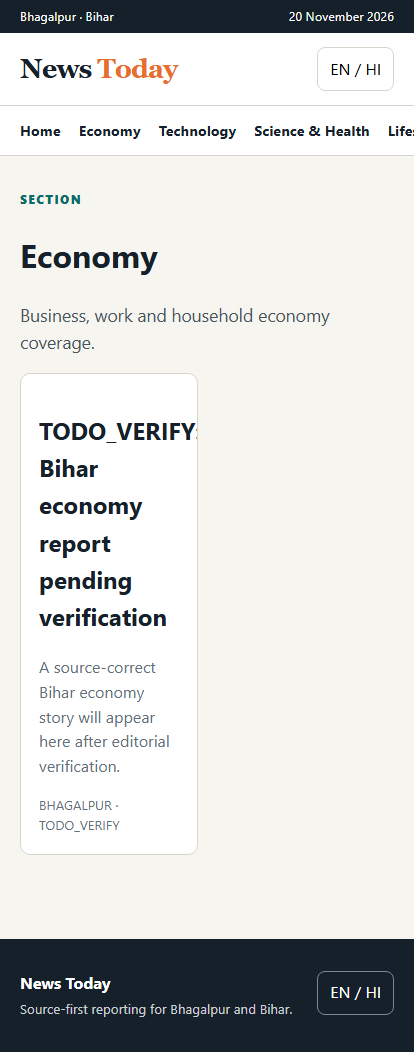 Bhagalpur · Bihar 20 November 2026
News Today EN / HI
Home Economy Technology Science & Health
SECTION
Economy
Business, work and household economy
coverage.
TODO_VERIFY:
Bihar
economy
report
pending
verification
A source-correct
Bihar economy
story will appear
here after editorial
verification.
BHAGALPUR ·
TODO_VERIFY
News Today EN / HI
Source-first reporting for Bhagalpur and Bihar.